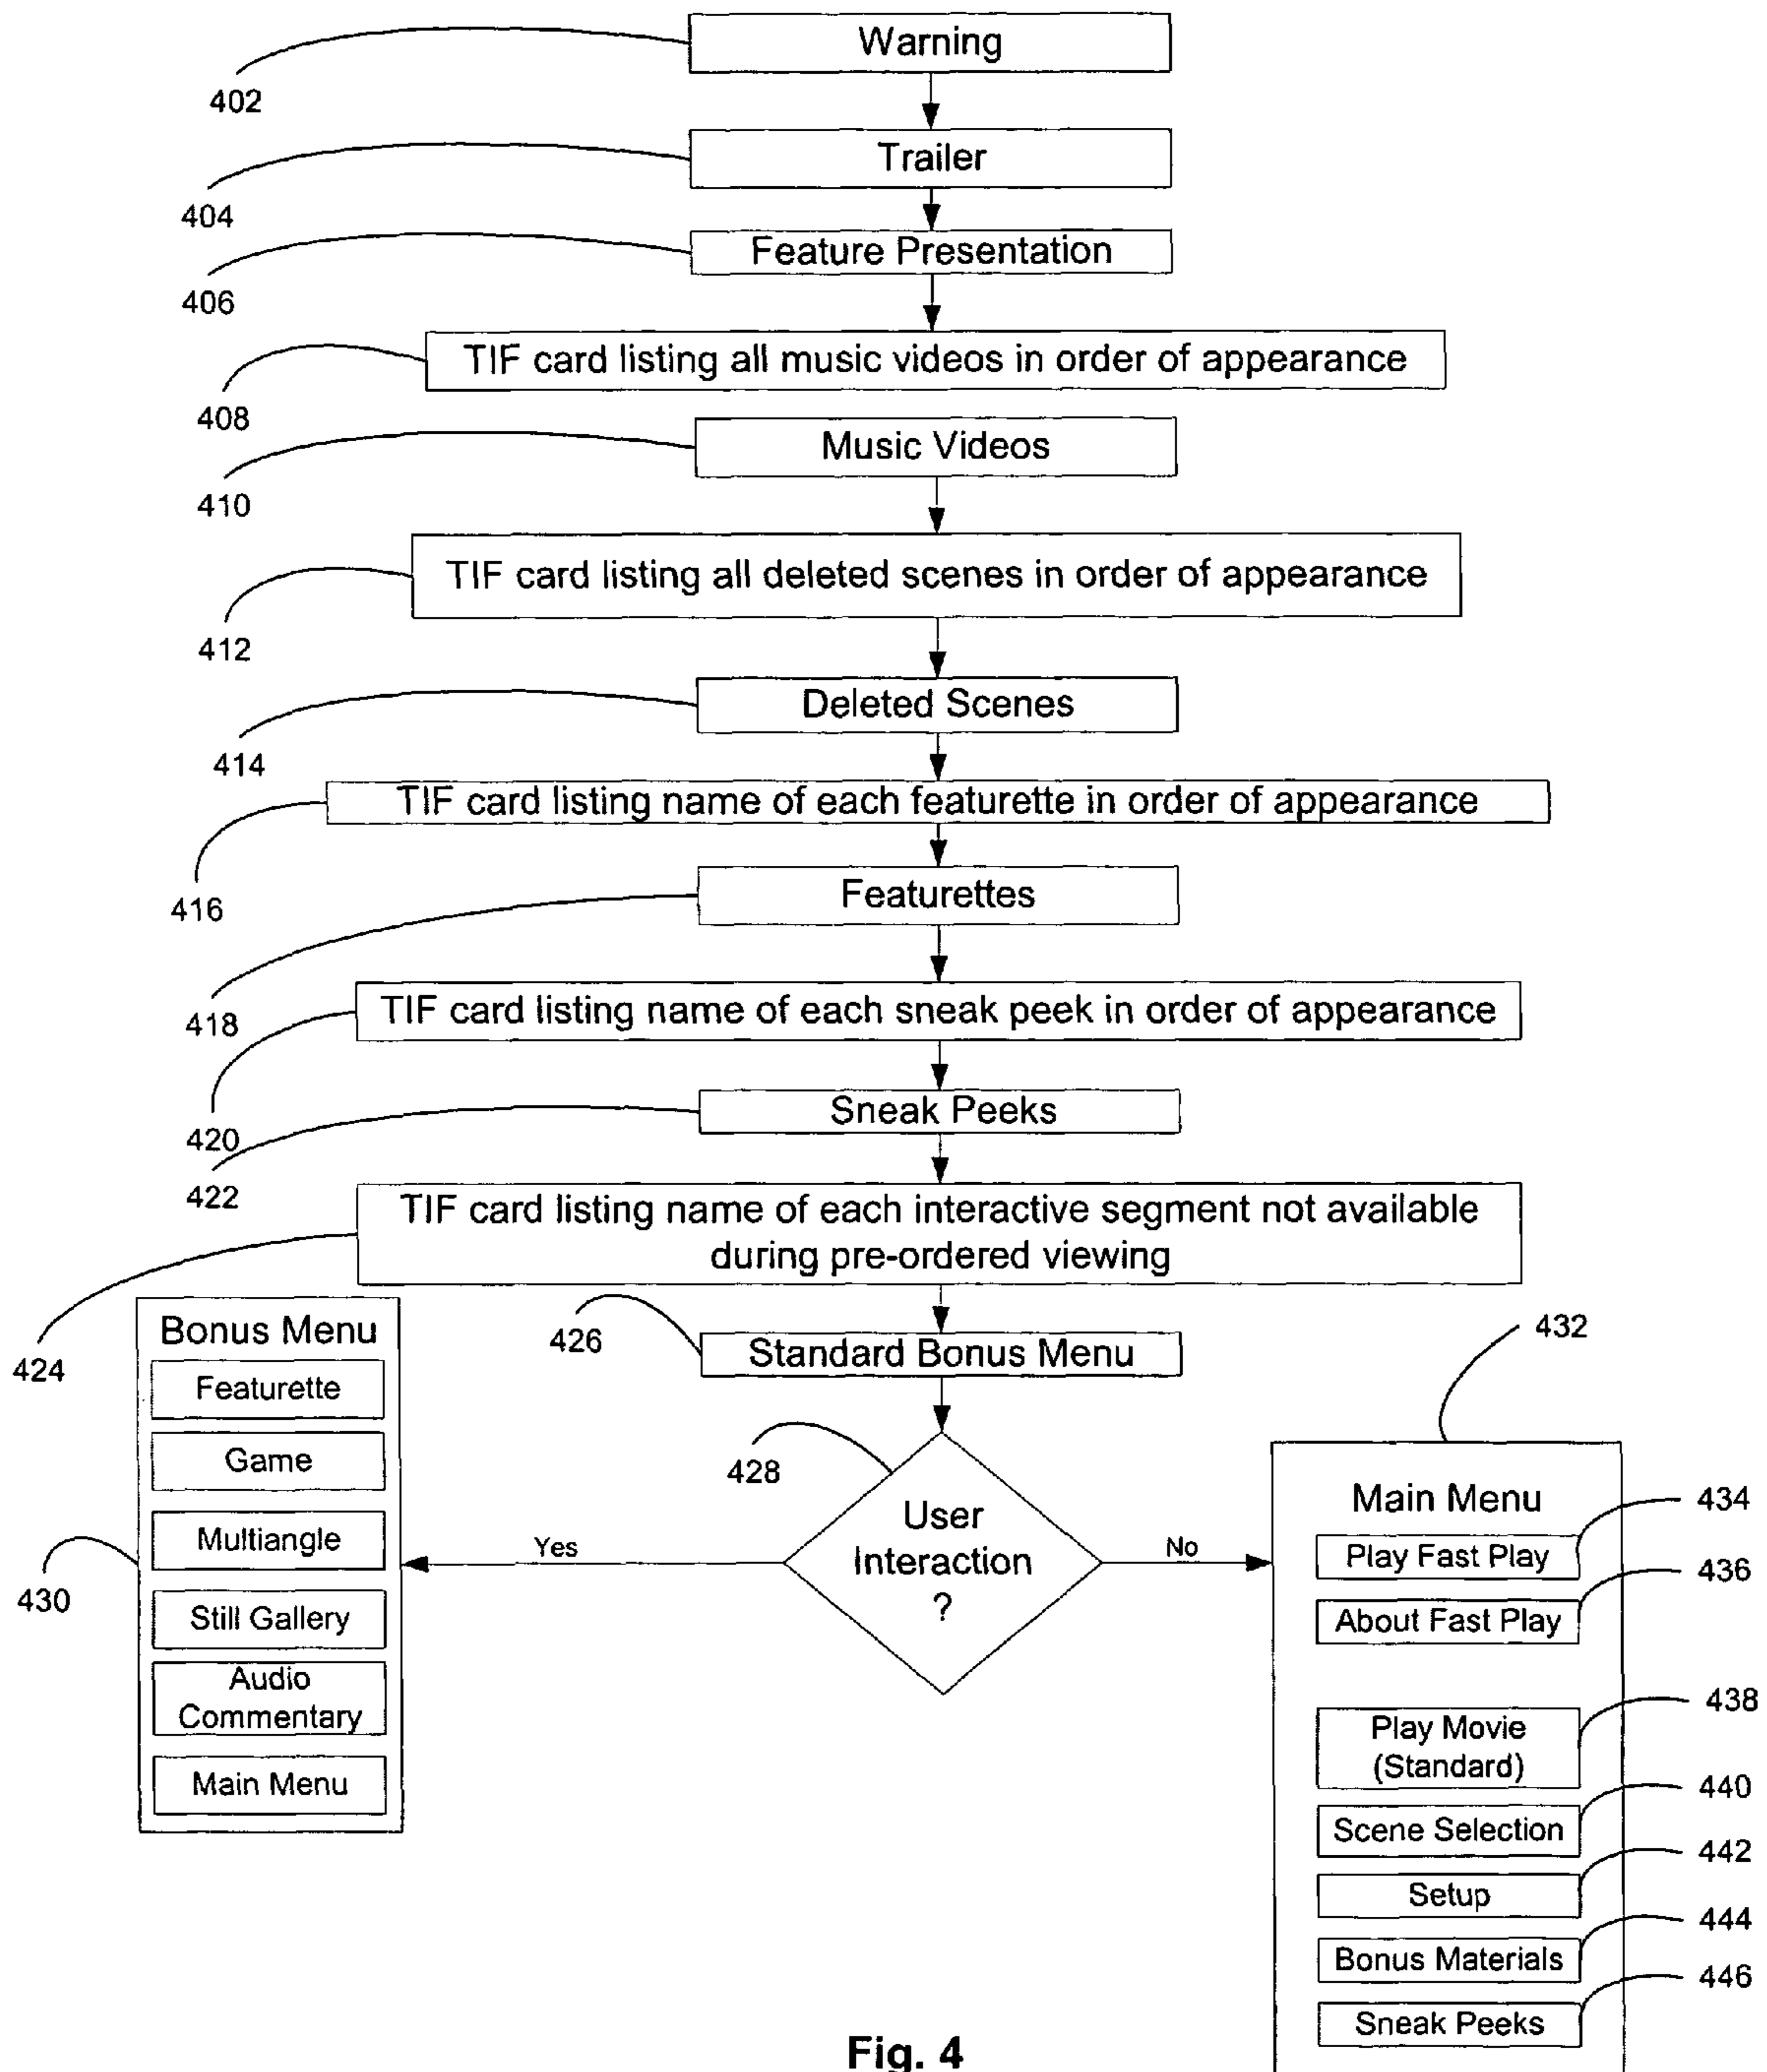 Warning
402
Trailer
404
Feature Presentation
406
TIF card listing all music videos in order of appearance
408
Music Videos
410
TIF card listing all deleted scenes in order of appearance
412
Deleted Scenes
414
TIF card listing name of each featurette in order of appearance
416
Featurettes
418
TIF card listing name of each sneak peek in order of appearance
420
Sneak Peeks
422
TIF card listing name of each interactive segment not available
during pre-ordered viewing
424
Standard Bonus Menu
426
User
Interaction
?
428
Yes
No
Bonus Menu
Featurette
Game
Multiangle
Still Gallery
Audio
Commentary
Main Menu
430
432
Main Menu
Play Fast Play
434
About Fast Play
436
Play Movie
(Standard)
438
Scene Selection
440
Setup
442
Bonus Materials
444
Sneak Peeks
446
Fig. 4